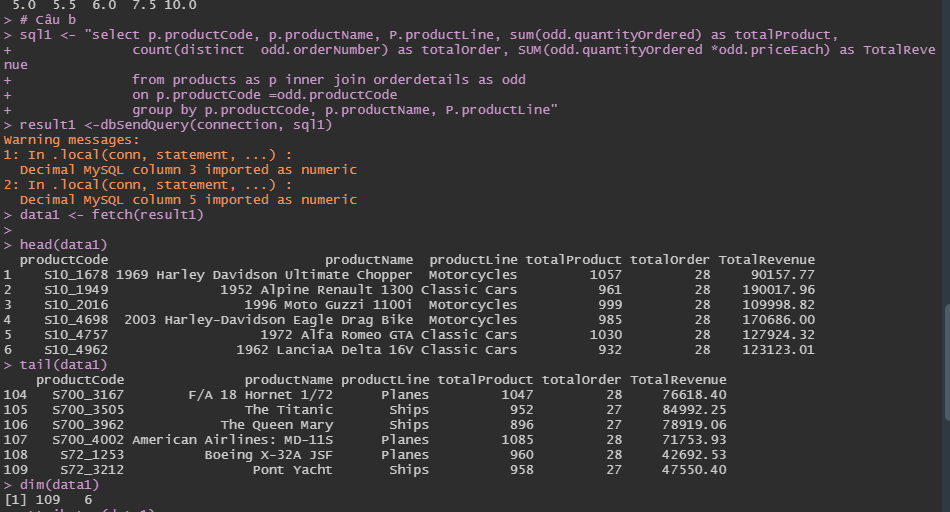 5.0  5.5  6.0  7.5 10.0
> # Câu b
> sql1 <- "select p.productCode, p.productName, P.productLine, sum(odd.quantityOrdered) as totalProduct,
+               count(distinct  odd.orderNumber) as totalOrder, SUM(odd.quantityOrdered *odd.priceEach) as TotalReve
nue
+               from products as p inner join orderdetails as odd
+               on p.productCode =odd.productCode
+               group by p.productCode, p.productName, P.productLine"
> result1 <-dbSendQuery(connection, sql1)
Warning messages:
1: In .local(conn, statement, ...) :
  Decimal MySQL column 3 imported as numeric
2: In .local(conn, statement, ...) :
  Decimal MySQL column 5 imported as numeric
> data1 <- fetch(result1)
>
> head(data1)
  productCode                           productName  productLine totalProduct totalOrder TotalRevenue
1    S10_1678 1969 Harley Davidson Ultimate Chopper  Motorcycles         1057         28     90157.77
2    S10_1949              1952 Alpine Renault 1300 Classic Cars          961         28    190017.96
3    S10_2016                 1996 Moto Guzzi 1100i  Motorcycles          999         28    109998.82
4    S10_4698  2003 Harley-Davidson Eagle Drag Bike  Motorcycles          985         28    170686.00
5    S10_4757                   1972 Alfa Romeo GTA Classic Cars         1030         28    127924.32
6    S10_4962                1962 LanciaA Delta 16V Classic Cars          932         28    123123.01
> tail(data1)
    productCode               productName productLine totalProduct totalOrder TotalRevenue
104   S700_3167        F/A 18 Hornet 1/72      Planes         1047         28     76618.40
105   S700_3505               The Titanic       Ships          952         27     84992.25
106   S700_3962            The Queen Mary       Ships          896         27     78919.06
107   S700_4002 American Airlines: MD-11S      Planes         1085         28     71753.93
108    S72_1253          Boeing X-32A JSF      Planes          960         28     42692.53
109    S72_3212                Pont Yacht       Ships          958         27     47550.40
> dim(data1)
[1] 109   6